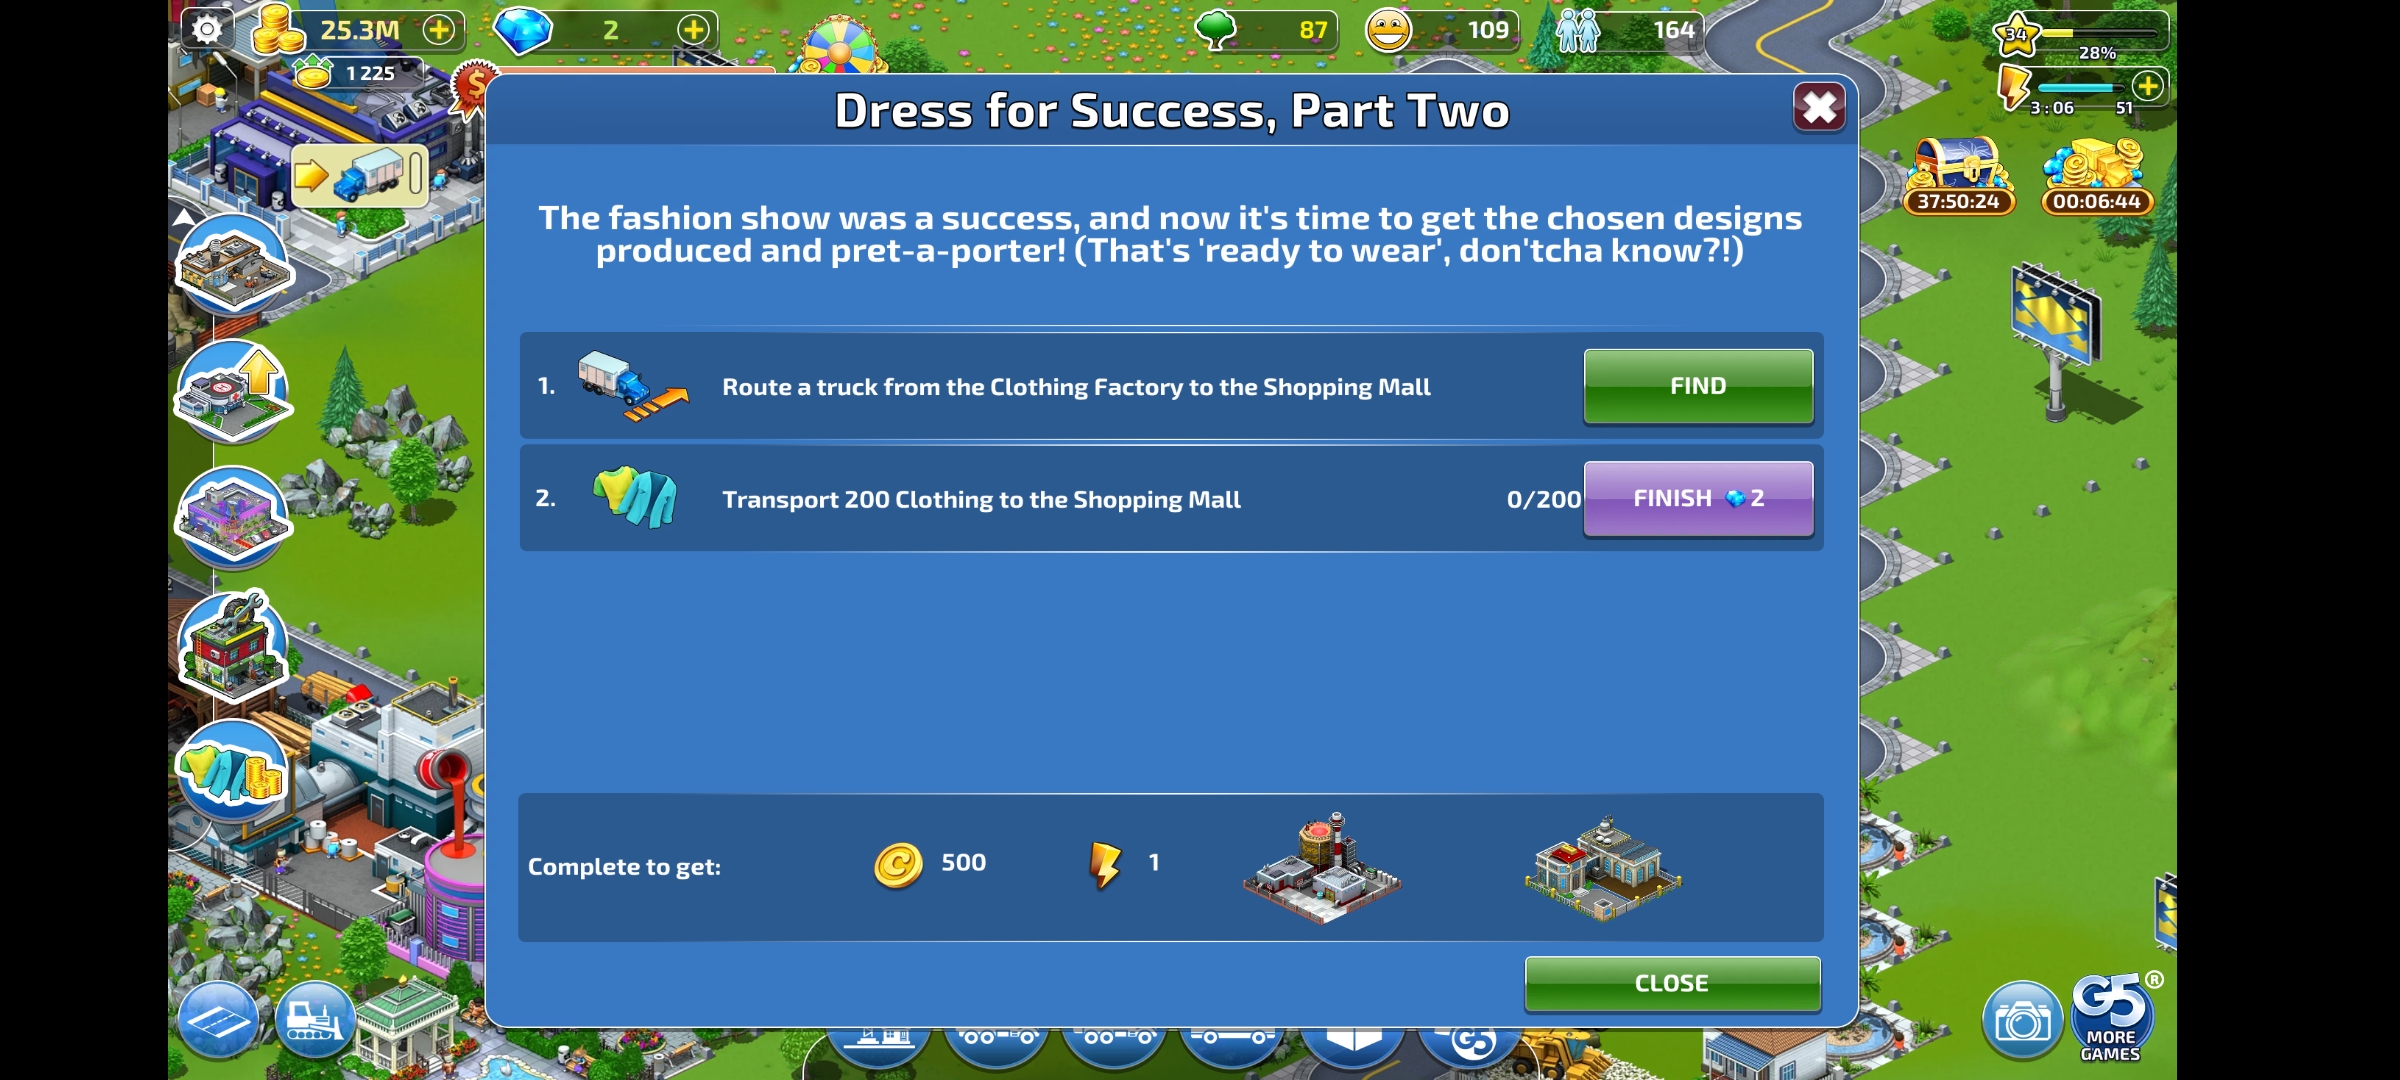 25.3M
2
87
109
164
34
28%
1 225
3:06
51
Dress for Success, Part Two
37:50:24
00:06:44
The fashion show was a success, and now it's time to get the chosen designs
produced and pret-a-porter! (That's 'ready to wear', don'tcha know?!)
1.
Route a truck from the Clothing Factory to the Shopping Mall
FIND
2.
Transport 200 Clothing to the Shopping Mall
0/200
FINISH 2
Complete to get:
500
1
CLOSE
G5
G5 ®
MORE
GAMES